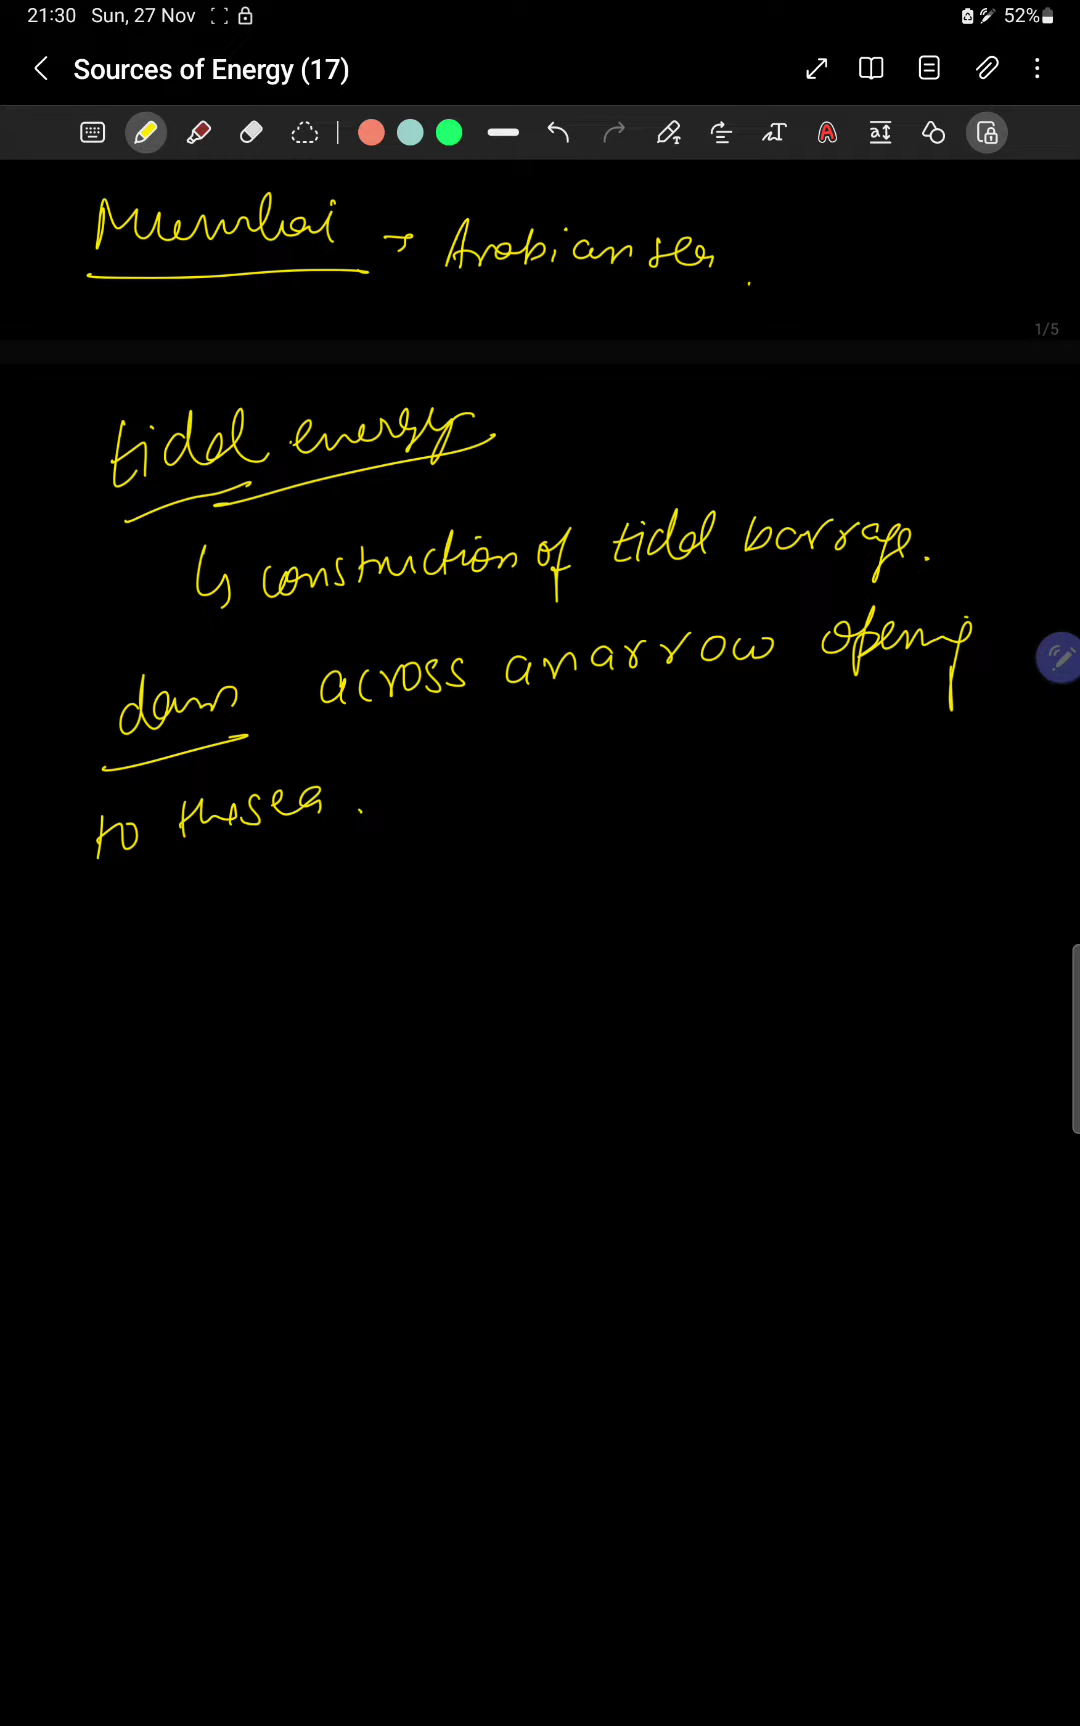 21:30 Sun, 27 Nov 52%
Sources of Energy (17)
Mumbai → Arabian sea.
1/5
tidal energy
↳ construction of tidal barrage.
dam across a narrow opening
to the sea.